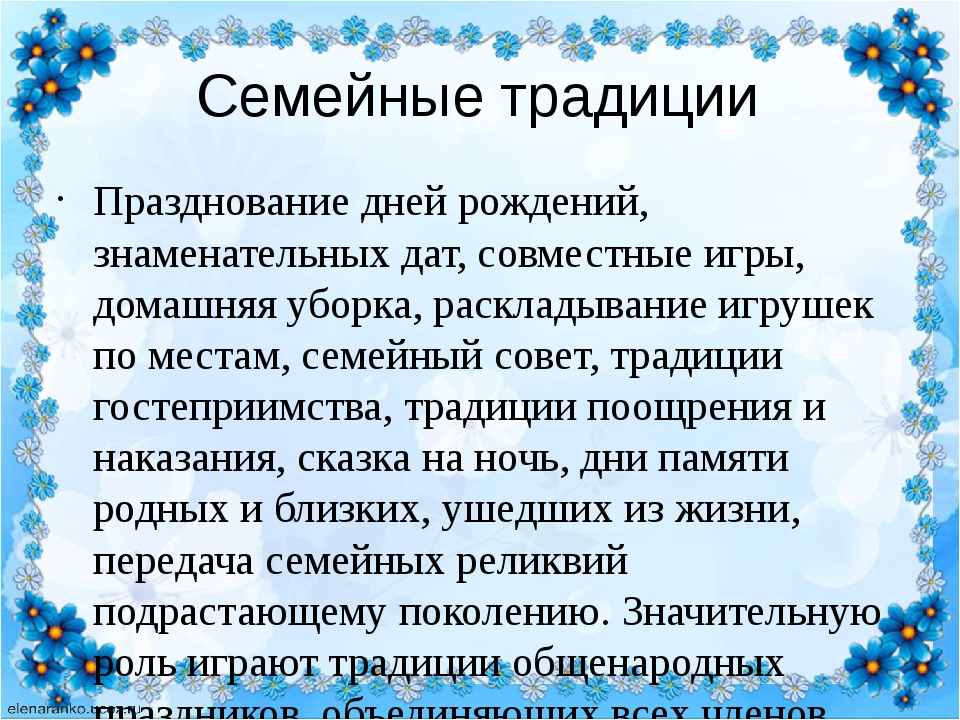 Семейные традиции
• Празднование дней рождений,
знаменательных дат, совместные игры,
домашняя уборка, раскладывание игрушек
по местам, семейный совет, традиции
гостеприимства, традиции поощрения и
наказания, сказка на ночь, дни памяти
родных и близких, ушедших из жизни,
передача семейных реликвий
подрастающему поколению. Значительную
роль играют традиции общенародных
праздников, объединяющих всех членов
elenaranko.ucoz.ru